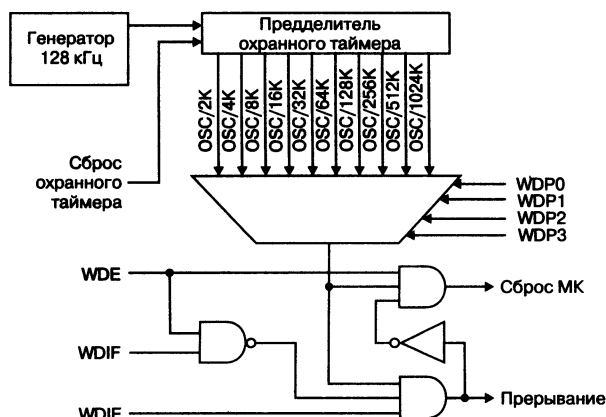 Генератор
128 кГц
Предделитель
охранного таймера
OSC/2K
OSC/4K
OSC/8K
OSC/16K
OSC/32K
OSC/64K
OSC/128K
OSC/256K
OSC/512K
OSC/1024K
Сброс
охранного
таймера
WDP0
WDP1
WDP2
WDP3
WDE
Сброс МК
WDIF
Прерывание
WDIE